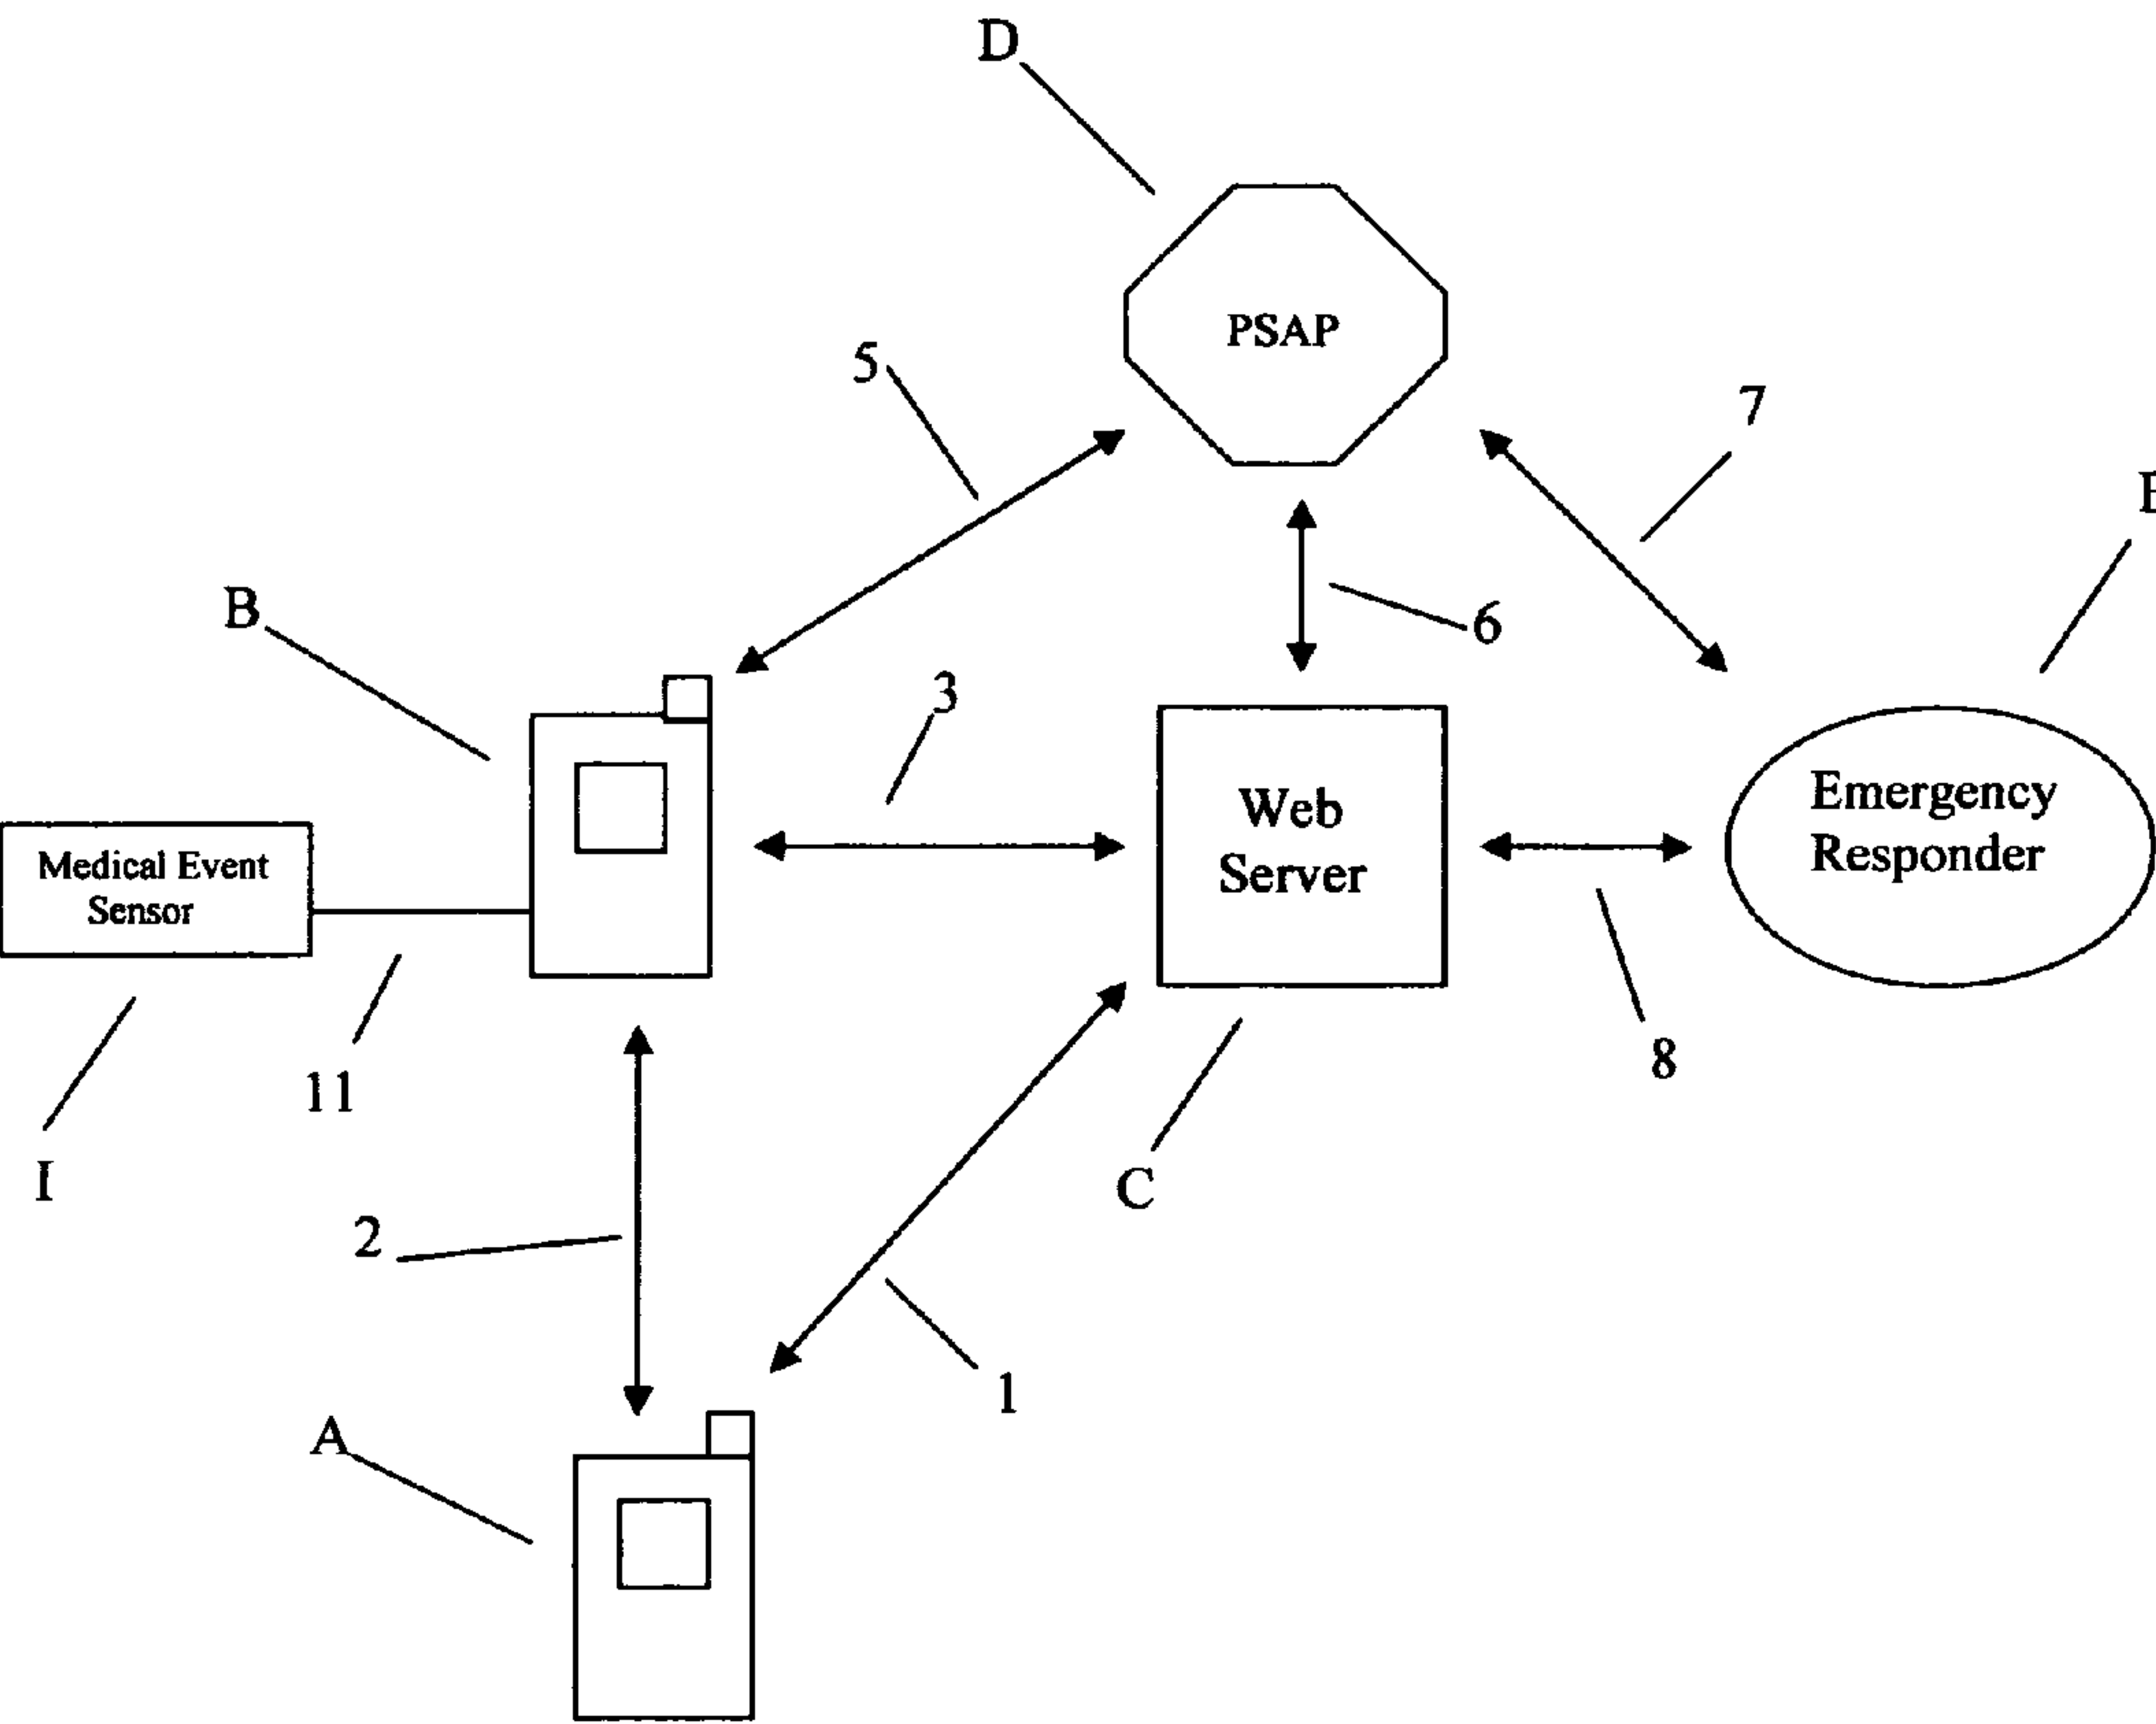 D
PSAP
5
7
B
3
6
Web
Server
Emergency
Responder
Medical Event
Sensor
I
11
8
C
2
1
A